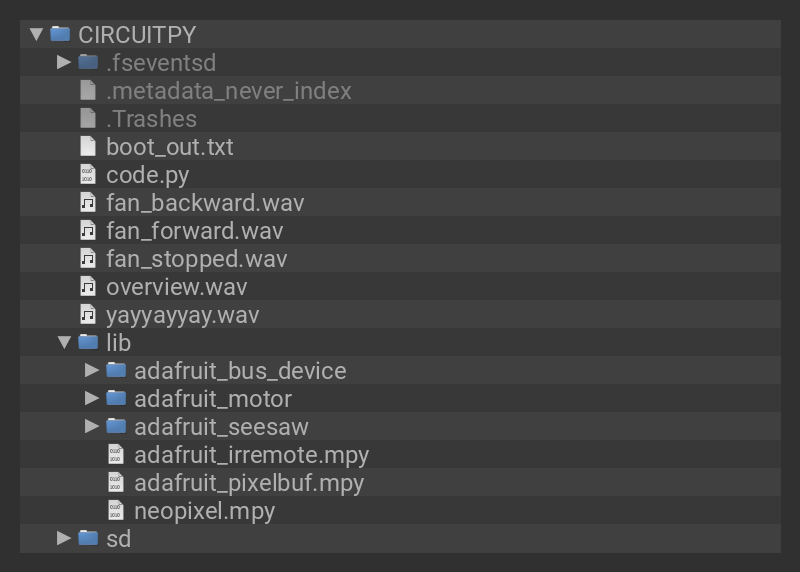 CIRCUITPY
.fseventsd
.metadata_never_index
.Trashes
boot_out.txt
code.py
fan_backward.wav
fan_forward.wav
fan_stopped.wav
overview.wav
yayyayyay.wav
lib
adafruit_bus_device
adafruit_motor
adafruit_seesaw
adafruit_irremote.mpy
adafruit_pixelbuf.mpy
neopixel.mpy
sd